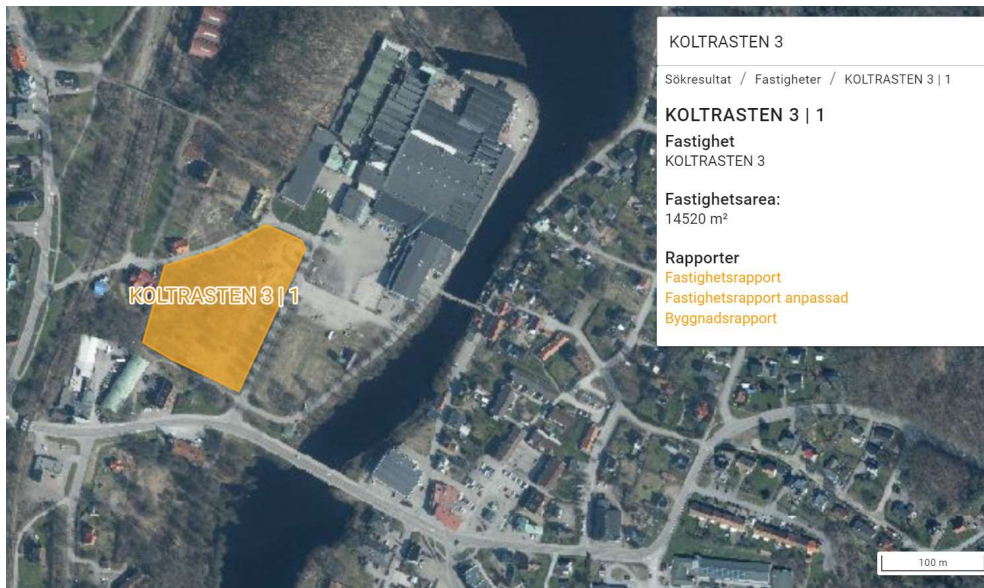 KOLTRASTEN 3
Sökresultat / Fastigheter / KOLTRASTEN 3 | 1
KOLTRASTEN 3 | 1
Fastighet
KOLTRASTEN 3
Fastighetsarea:
14520 m²
Rapporter
Fastighetsrapport
Fastighetsrapport anpassad
Byggnadsrapport
KOLTRASTEN 3 | 1
100 m